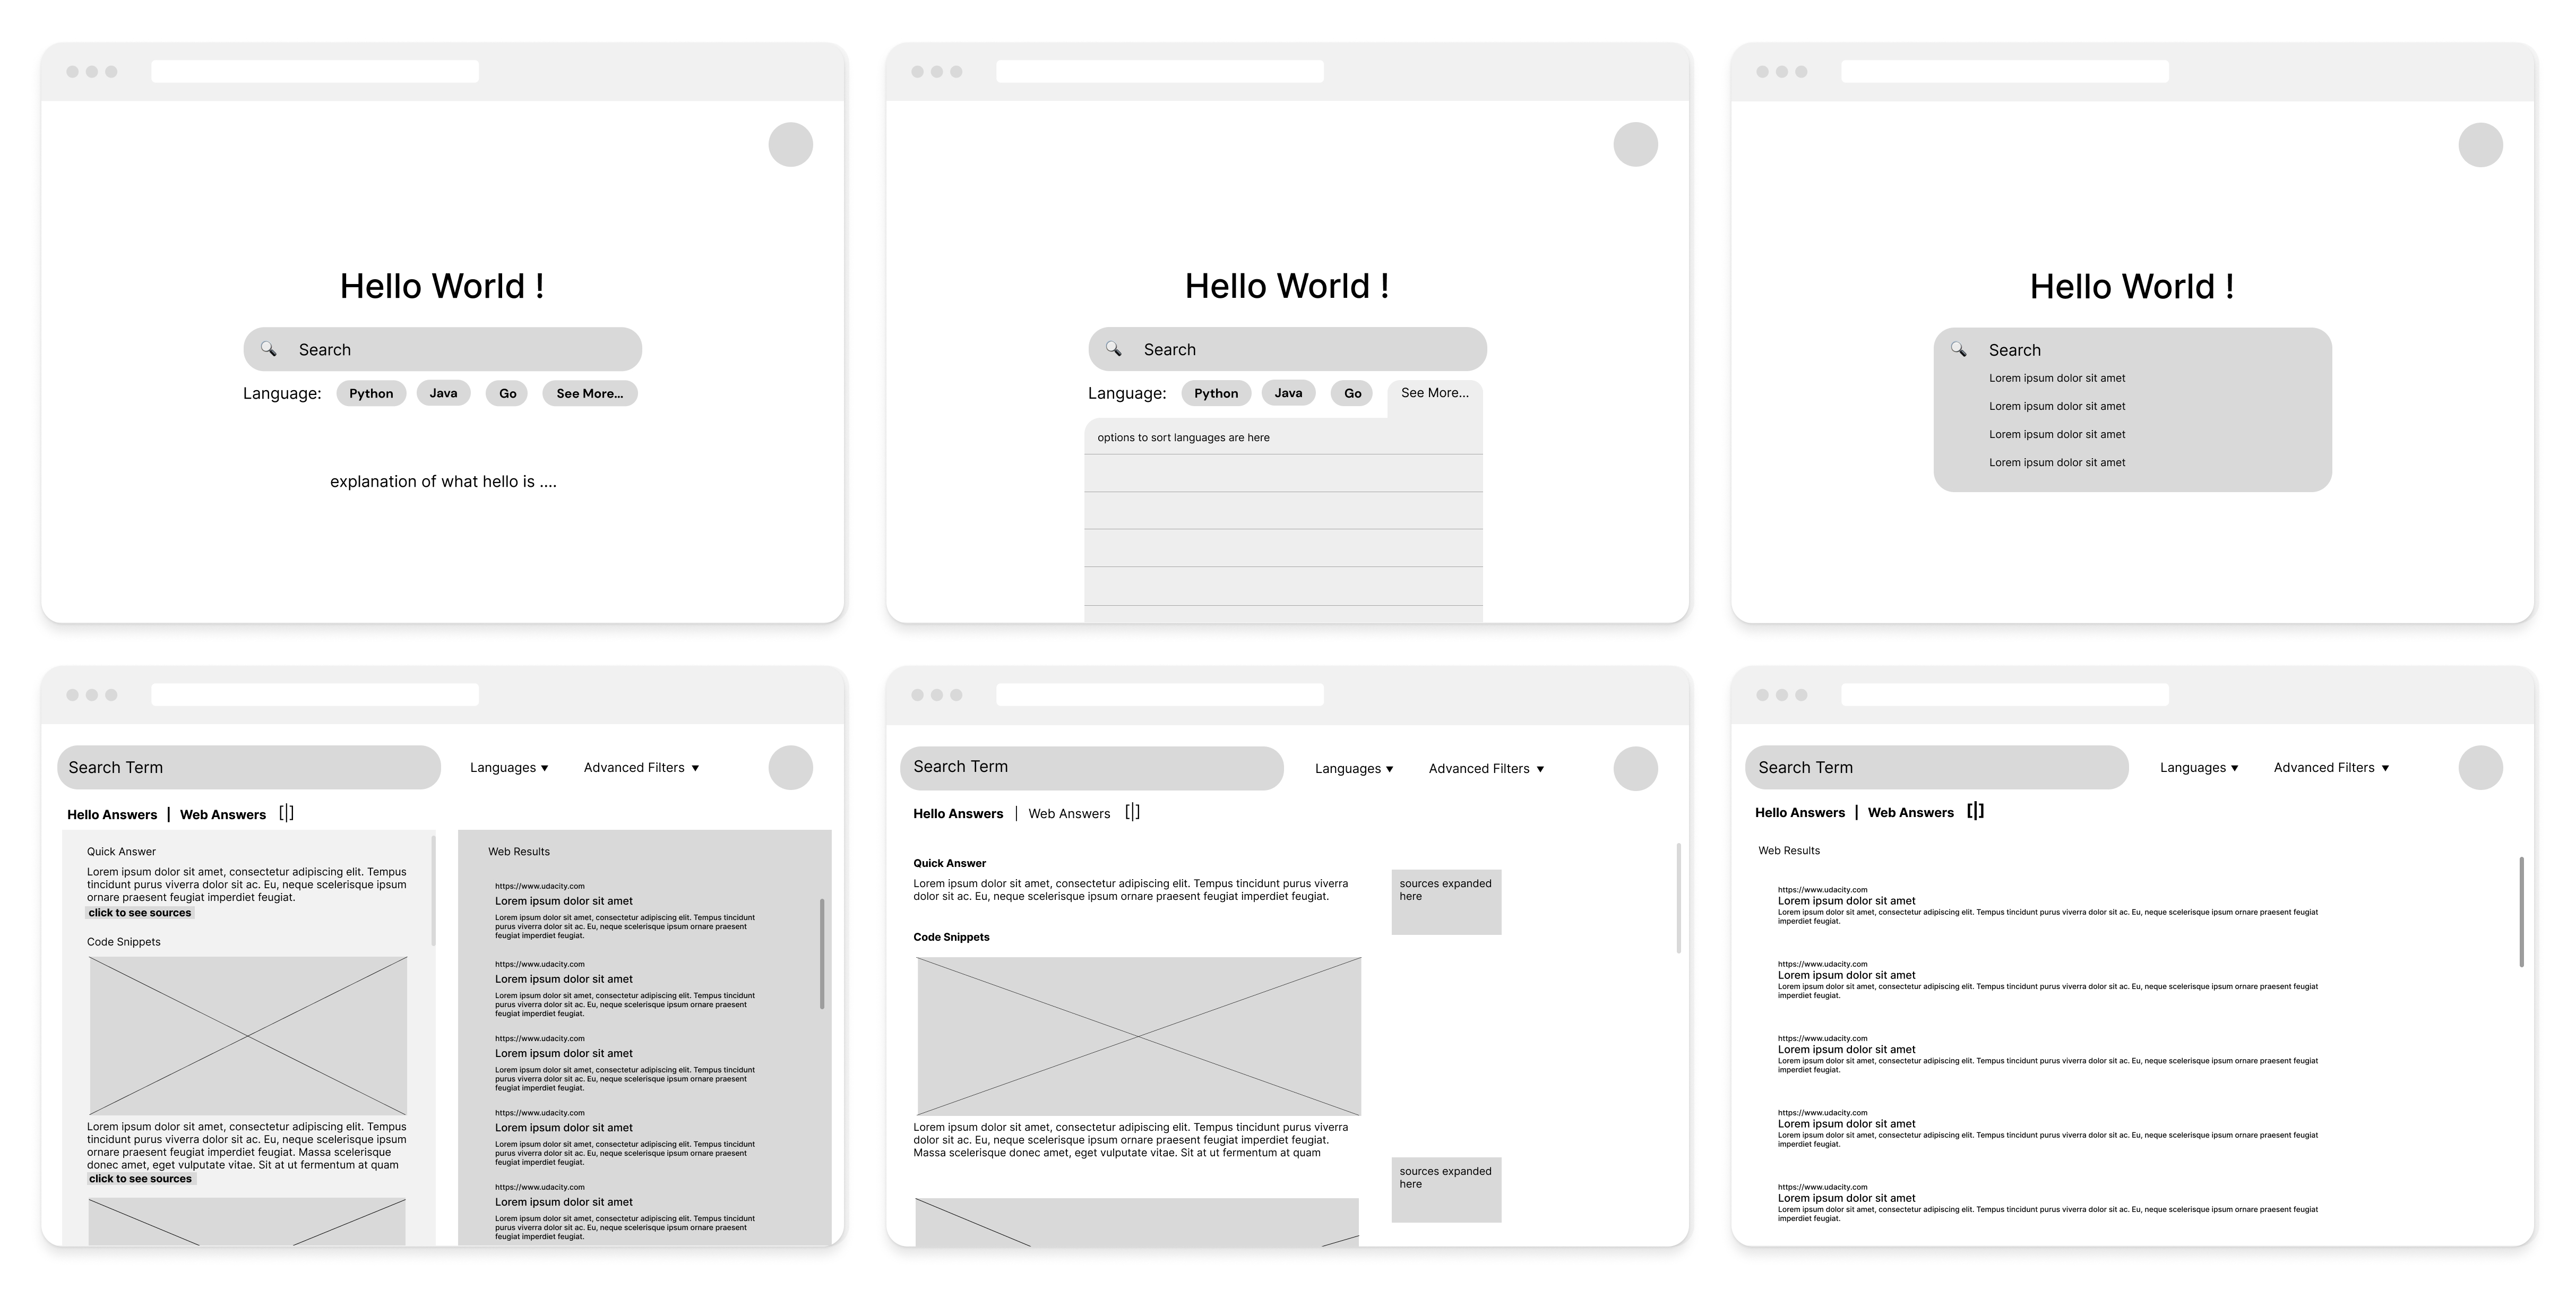 Hello World !
Search
Language: Python Java Go See More...
explanation of what hello is ....
Hello World !
Search
Language: Python Java Go See More...
options to sort languages are here
Hello World !
Search
Lorem ipsum dolor sit amet
Lorem ipsum dolor sit amet
Lorem ipsum dolor sit amet
Lorem ipsum dolor sit amet
Search Term Languages ▼ Advanced Filters ▼
Hello Answers | Web Answers [|]
Quick Answer
Lorem ipsum dolor sit amet, consectetur adipiscing elit. Tempus
tincidunt purus viverra dolor sit ac. Eu, neque scelerisque ipsum
ornare praesent feugiat imperdiet feugiat.
click to see sources
Code Snippets
Lorem ipsum dolor sit amet, consectetur adipiscing elit. Tempus
tincidunt purus viverra dolor sit ac. Eu, neque scelerisque ipsum
ornare praesent feugiat imperdiet feugiat. Massa scelerisque
donec amet, eget vulputate vitae. Sit at ut fermentum at quam
click to see sources
Web Results
https://www.udacity.com
Lorem ipsum dolor sit amet
Lorem ipsum dolor sit amet, consectetur adipiscing elit. Tempus tincidunt
purus viverra dolor sit ac. Eu, neque scelerisque ipsum ornare praesent
feugiat imperdiet feugiat.
https://www.udacity.com
Lorem ipsum dolor sit amet
Lorem ipsum dolor sit amet, consectetur adipiscing elit. Tempus tincidunt
purus viverra dolor sit ac. Eu, neque scelerisque ipsum ornare praesent
feugiat imperdiet feugiat.
https://www.udacity.com
Lorem ipsum dolor sit amet
Lorem ipsum dolor sit amet, consectetur adipiscing elit. Tempus tincidunt
purus viverra dolor sit ac. Eu, neque scelerisque ipsum ornare praesent
feugiat imperdiet feugiat.
https://www.udacity.com
Lorem ipsum dolor sit amet
Lorem ipsum dolor sit amet, consectetur adipiscing elit. Tempus tincidunt
purus viverra dolor sit ac. Eu, neque scelerisque ipsum ornare praesent
feugiat imperdiet feugiat.
https://www.udacity.com
Lorem ipsum dolor sit amet
Lorem ipsum dolor sit amet, consectetur adipiscing elit. Tempus tincidunt
purus viverra dolor sit ac. Eu, neque scelerisque ipsum ornare praesent
feugiat imperdiet feugiat.
Search Term Languages ▼ Advanced Filters ▼
Hello Answers | Web Answers [|]
Quick Answer
Lorem ipsum dolor sit amet, consectetur adipiscing elit. Tempus tincidunt purus viverra
dolor sit ac. Eu, neque scelerisque ipsum ornare praesent feugiat imperdiet feugiat.
sources expanded
here
Code Snippets
Lorem ipsum dolor sit amet, consectetur adipiscing elit. Tempus tincidunt purus viverra
dolor sit ac. Eu, neque scelerisque ipsum ornare praesent feugiat imperdiet feugiat.
Massa scelerisque donec amet, eget vulputate vitae. Sit at ut fermentum at quam
sources expanded
here
Search Term Languages ▼ Advanced Filters ▼
Hello Answers | Web Answers [|]
Web Results
https://www.udacity.com
Lorem ipsum dolor sit amet
Lorem ipsum dolor sit amet, consectetur adipiscing elit. Tempus tincidunt purus viverra dolor sit ac. Eu, neque scelerisque ipsum ornare praesent feugiat
imperdiet feugiat.
https://www.udacity.com
Lorem ipsum dolor sit amet
Lorem ipsum dolor sit amet, consectetur adipiscing elit. Tempus tincidunt purus viverra dolor sit ac. Eu, neque scelerisque ipsum ornare praesent feugiat
imperdiet feugiat.
https://www.udacity.com
Lorem ipsum dolor sit amet
Lorem ipsum dolor sit amet, consectetur adipiscing elit. Tempus tincidunt purus viverra dolor sit ac. Eu, neque scelerisque ipsum ornare praesent feugiat
imperdiet feugiat.
https://www.udacity.com
Lorem ipsum dolor sit amet
Lorem ipsum dolor sit amet, consectetur adipiscing elit. Tempus tincidunt purus viverra dolor sit ac. Eu, neque scelerisque ipsum ornare praesent feugiat
imperdiet feugiat.
https://www.udacity.com
Lorem ipsum dolor sit amet
Lorem ipsum dolor sit amet, consectetur adipiscing elit. Tempus tincidunt purus viverra dolor sit ac. Eu, neque scelerisque ipsum ornare praesent feugiat
imperdiet feugiat.